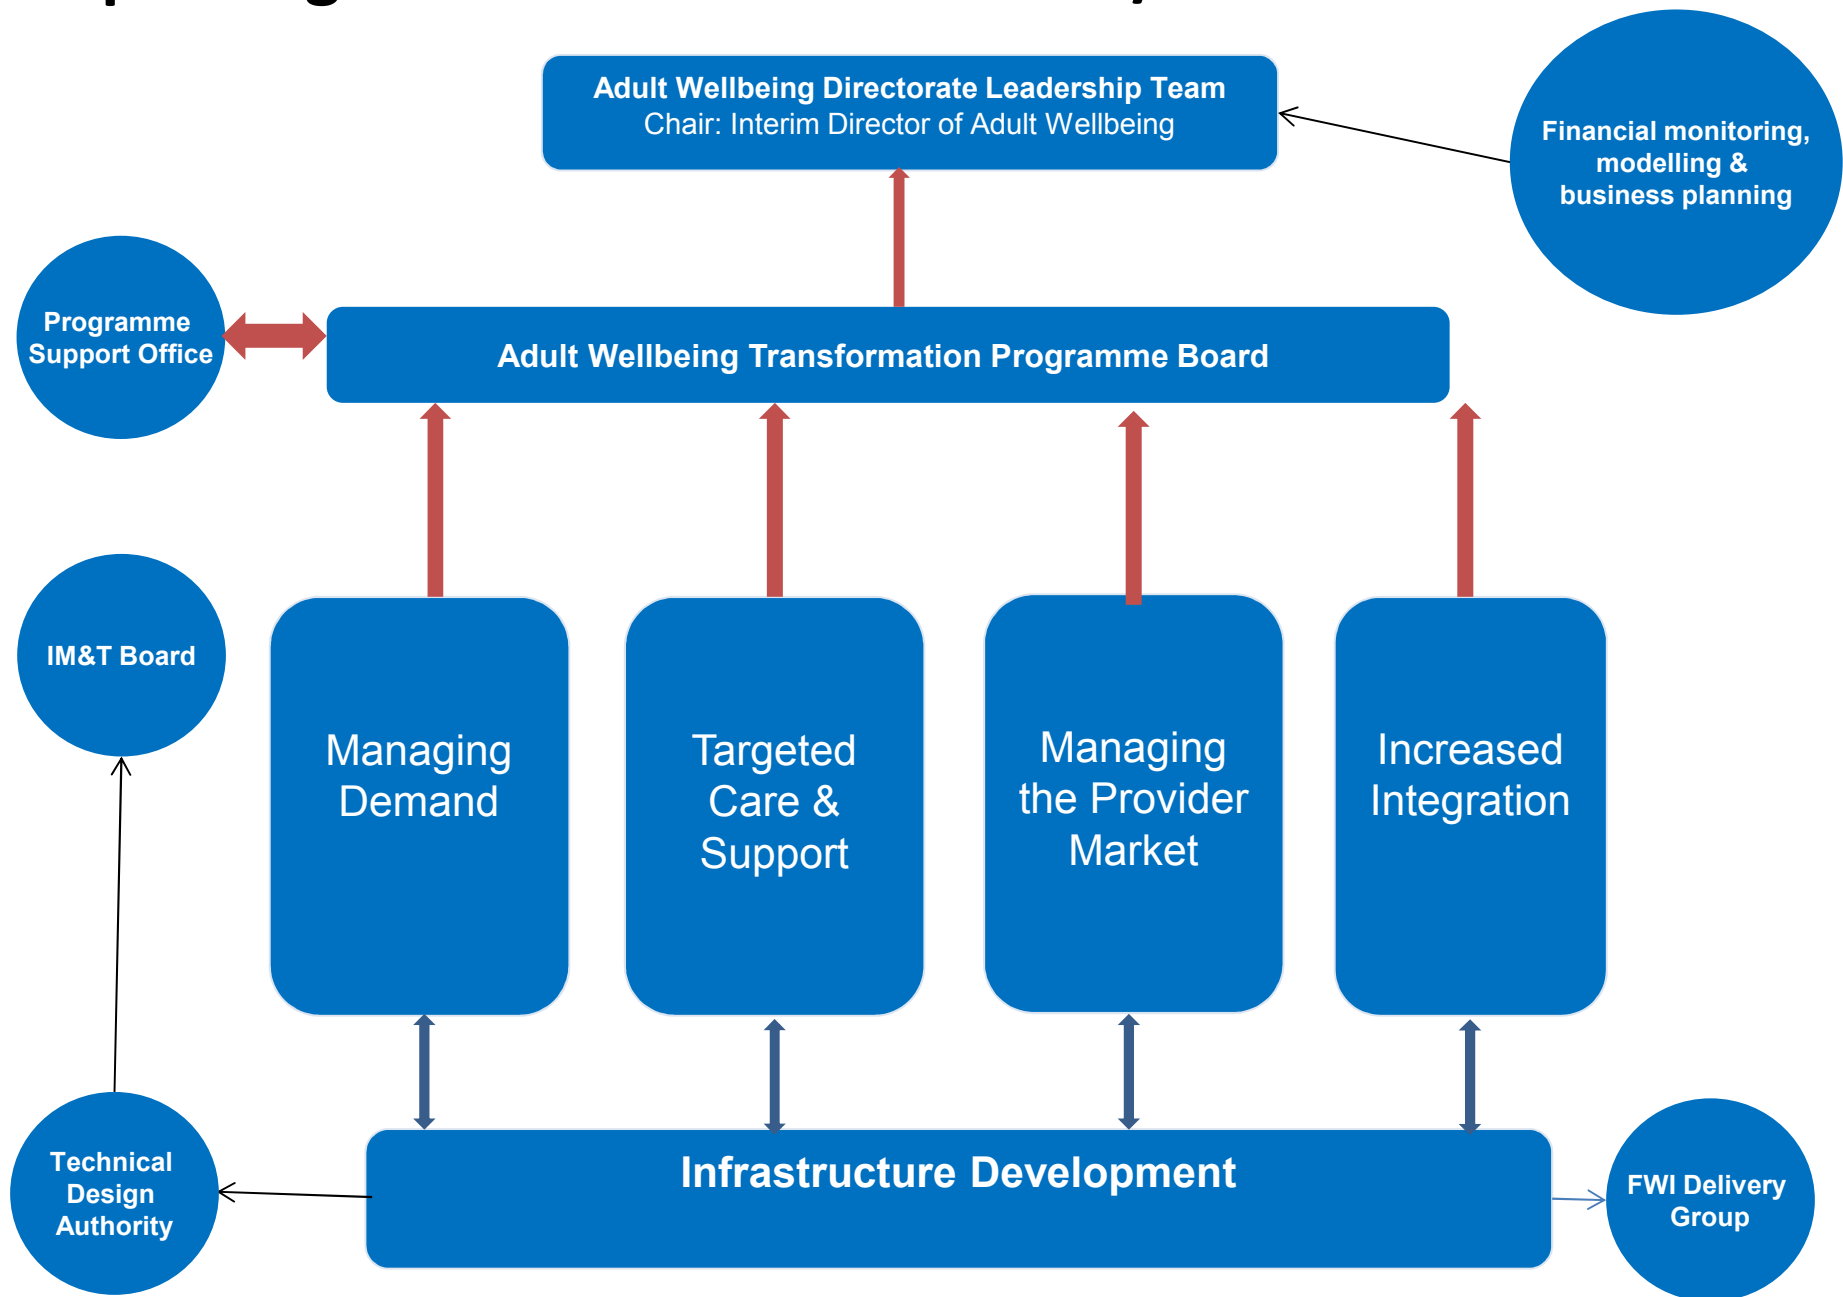 Adult Wellbeing Directorate Leadership Team
Chair: Interim Director of Adult Wellbeing
Financial monitoring,
modelling &
business planning
Programme
Support Office
Adult Wellbeing Transformation Programme Board
IM&T Board
Managing
Demand
Targeted
Care &
Support
Managing
the Provider
Market
Increased
Integration
Technical
Design
Authority
Infrastructure Development
FWI Delivery
Group